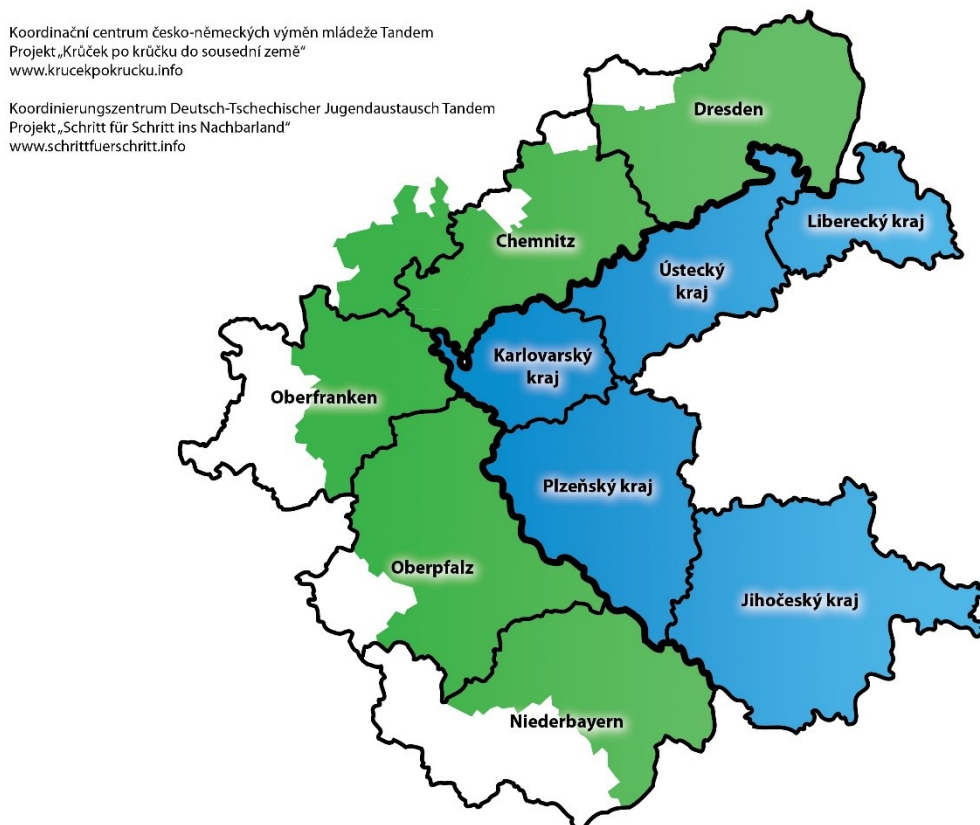 Koordinační centrum česko-německých výměn mládeže Tandem
Projekt „Krůček po krůčku do sousední země“
www.krucekpokrucku.info
Koordinierungszentrum Deutsch-Tschechischer Jugendaustausch Tandem
Projekt „Schritt für Schritt ins Nachbarland“
www.schrittfuerschritt.info
Dresden
Liberecký kraj
Chemnitz
Ústecký
kraj
Karlovarský
kraj
Oberfranken
Plzeňský kraj
Oberpfalz
Jihočeský kraj
Niederbayern